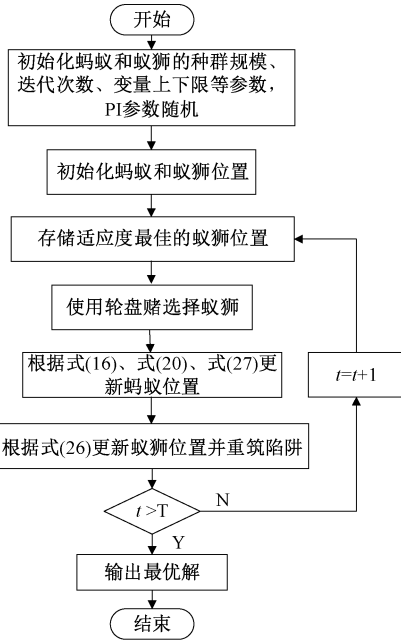 开始
初始化蚂蚁和蚁狮的种群规模、
迭代次数、变量上下限等参数，
PI参数随机
初始化蚂蚁和蚁狮位置
存储适应度最佳的蚁狮位置
使用轮盘赌选择蚁狮
根据式(16)、式(20)、式(27)更
新蚂蚁位置
t=t+1
根据式(26)更新蚁狮位置并重筑陷阱
t >T
N
Y
输出最优解
结束